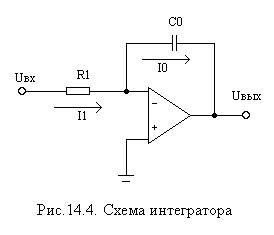 C0
Uвх
R1
I0
I1
Uвых
−
+
Рис.14.4. Схема интегратора